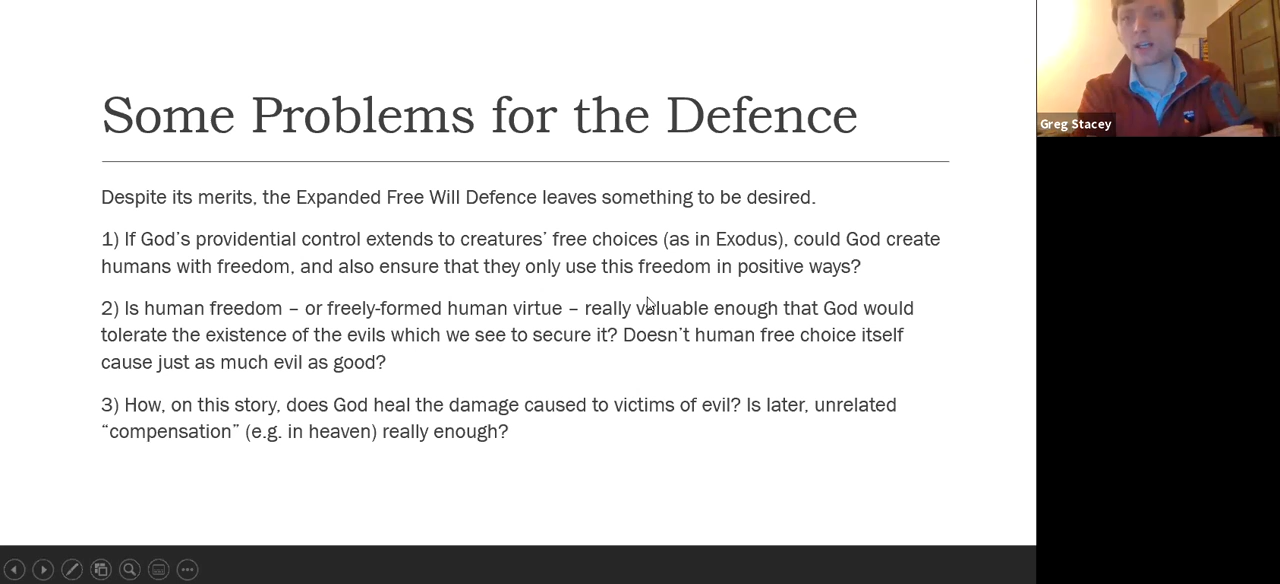 Some Problems for the Defence
Despite its merits, the Expanded Free Will Defence leaves something to be desired.
1) If God’s providential control extends to creatures’ free choices (as in Exodus), could God create
humans with freedom, and also ensure that they only use this freedom in positive ways?
2) Is human freedom – or freely-formed human virtue – really valuable enough that God would
tolerate the existence of the evils which we see to secure it? Doesn’t human free choice itself
cause just as much evil as good?
3) How, on this story, does God heal the damage caused to victims of evil? Is later, unrelated
“compensation” (e.g. in heaven) really enough?
Greg Stacey